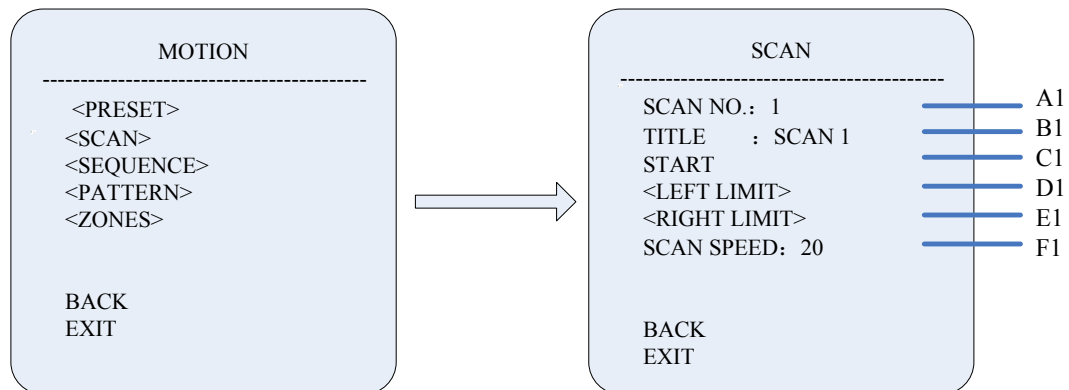 MOTION
--------------------------------------------
<PRESET>
<SCAN>
<SEQUENCE>
<PATTERN>
<ZONES>
BACK
EXIT
SCAN
--------------------------------------------
SCAN NO.：1
TITLE ：SCAN 1
START
<LEFT LIMIT>
<RIGHT LIMIT>
SCAN SPEED：20
BACK
EXIT
A1
B1
C1
D1
E1
F1